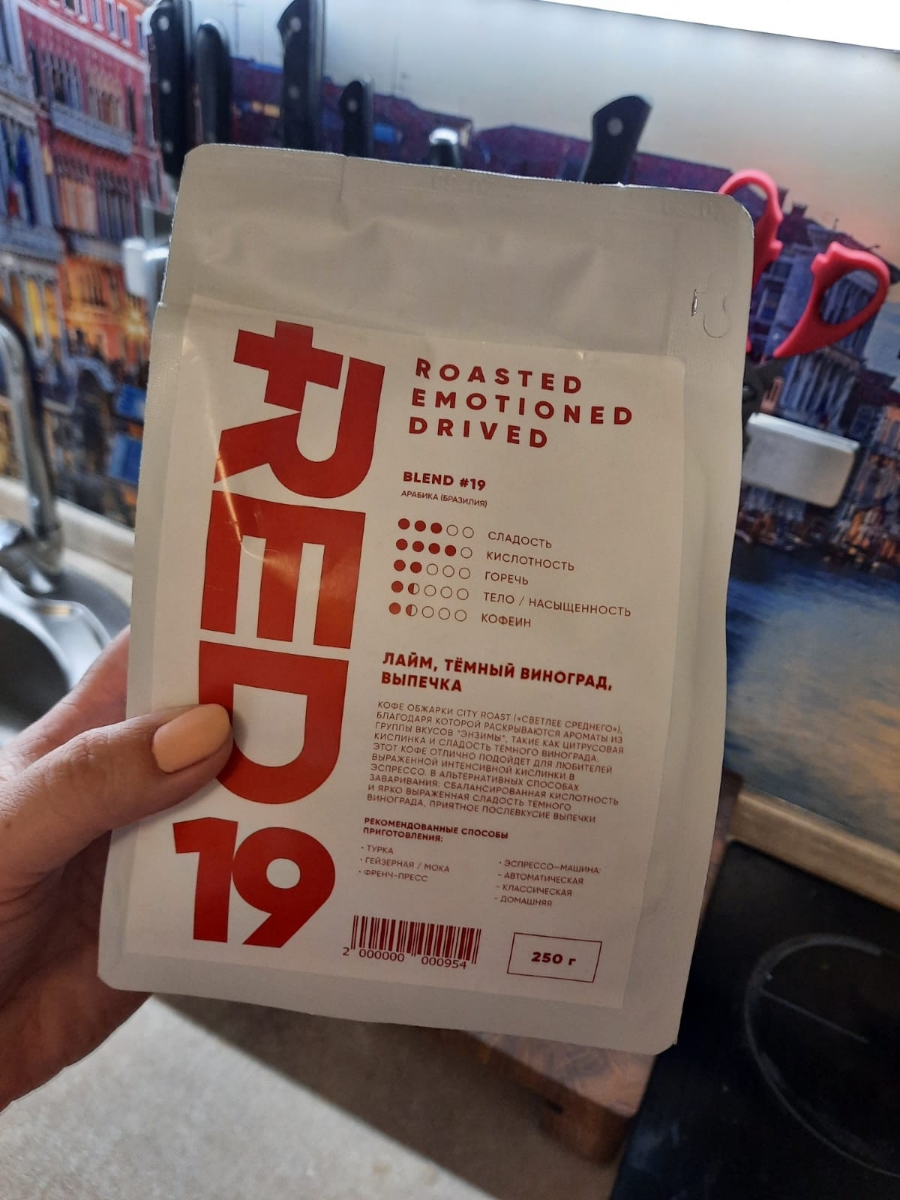 +RED
19
ROASTED
EMOTIONED
DRIVED
BLEND #19
АРАБИКА (БРАЗИЛИЯ)
СЛАДОСТЬ
КИСЛОТНОСТЬ
ГОРЕЧЬ
ТЕЛО / НАСЫЩЕННОСТЬ
КОФЕИН
ЛАЙМ, ТЁМНЫЙ ВИНОГРАД,
ВЫПЕЧКА
КОФЕ ОБЖАРКИ CITY ROAST («СВЕТЛЕЕ СРЕДНЕГО»),
БЛАГОДАРЯ КОТОРОЙ РАСКРЫВАЮТСЯ АРОМАТЫ ИЗ
ГРУППЫ ВКУСОВ "ЭНЗИМЫ", ТАКИЕ КАК ЦИТРУСОВАЯ
КИСЛИНКА И СЛАДОСТЬ ТЁМНОГО ВИНОГРАДА.
ЭТОТ КОФЕ ОТЛИЧНО ПОДОЙДЕТ ДЛЯ ЛЮБИТЕЛЕЙ
ВЫРАЖЕННОЙ ИНТЕНСИВНОЙ КИСЛИНКИ В
ЭСПРЕССО. В АЛЬТЕРНАТИВНЫХ СПОСОБАХ
ЗАВАРИВАНИЯ: СБАЛАНСИРОВАННАЯ КИСЛОТНОСТЬ
И ЯРКО ВЫРАЖЕННАЯ СЛАДОСТЬ ТЁМНОГО
ВИНОГРАДА, ПРИЯТНОЕ ПОСЛЕВКУСИЕ ВЫПЕЧКИ
РЕКОМЕНДОВАННЫЕ СПОСОБЫ
ПРИГОТОВЛЕНИЯ:
· ТУРКА
· ГЕЙЗЕРНАЯ / МОКА
· ФРЕНЧ-ПРЕСС
· ЭСПРЕССО-МАШИНА:
- АВТОМАТИЧЕСКАЯ
- КЛАССИЧЕСКАЯ
- ДОМАШНЯЯ
2 000000 000954
250 г